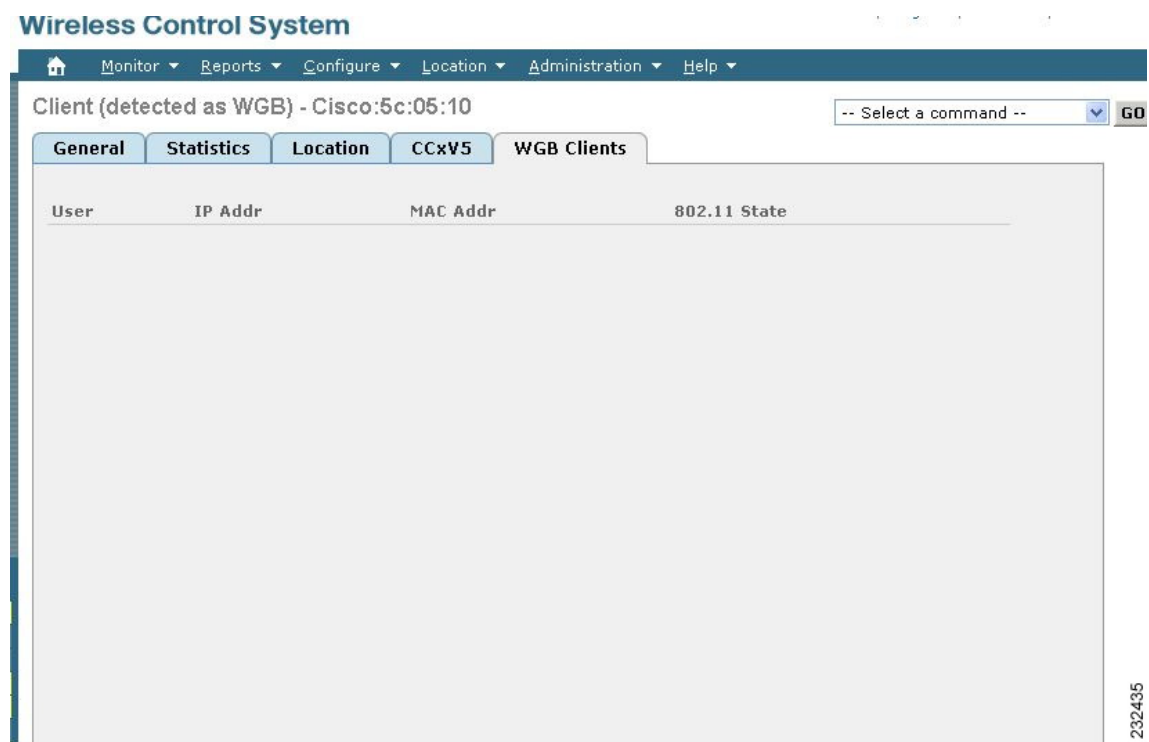 Wireless Control System
Monitor Reports Configure Location Administration Help
Client (detected as WGB) - Cisco:5c:05:10
-- Select a command -- GO
General Statistics Location CCxV5 WGB Clients
User IP Addr MAC Addr 802.11 State
232435